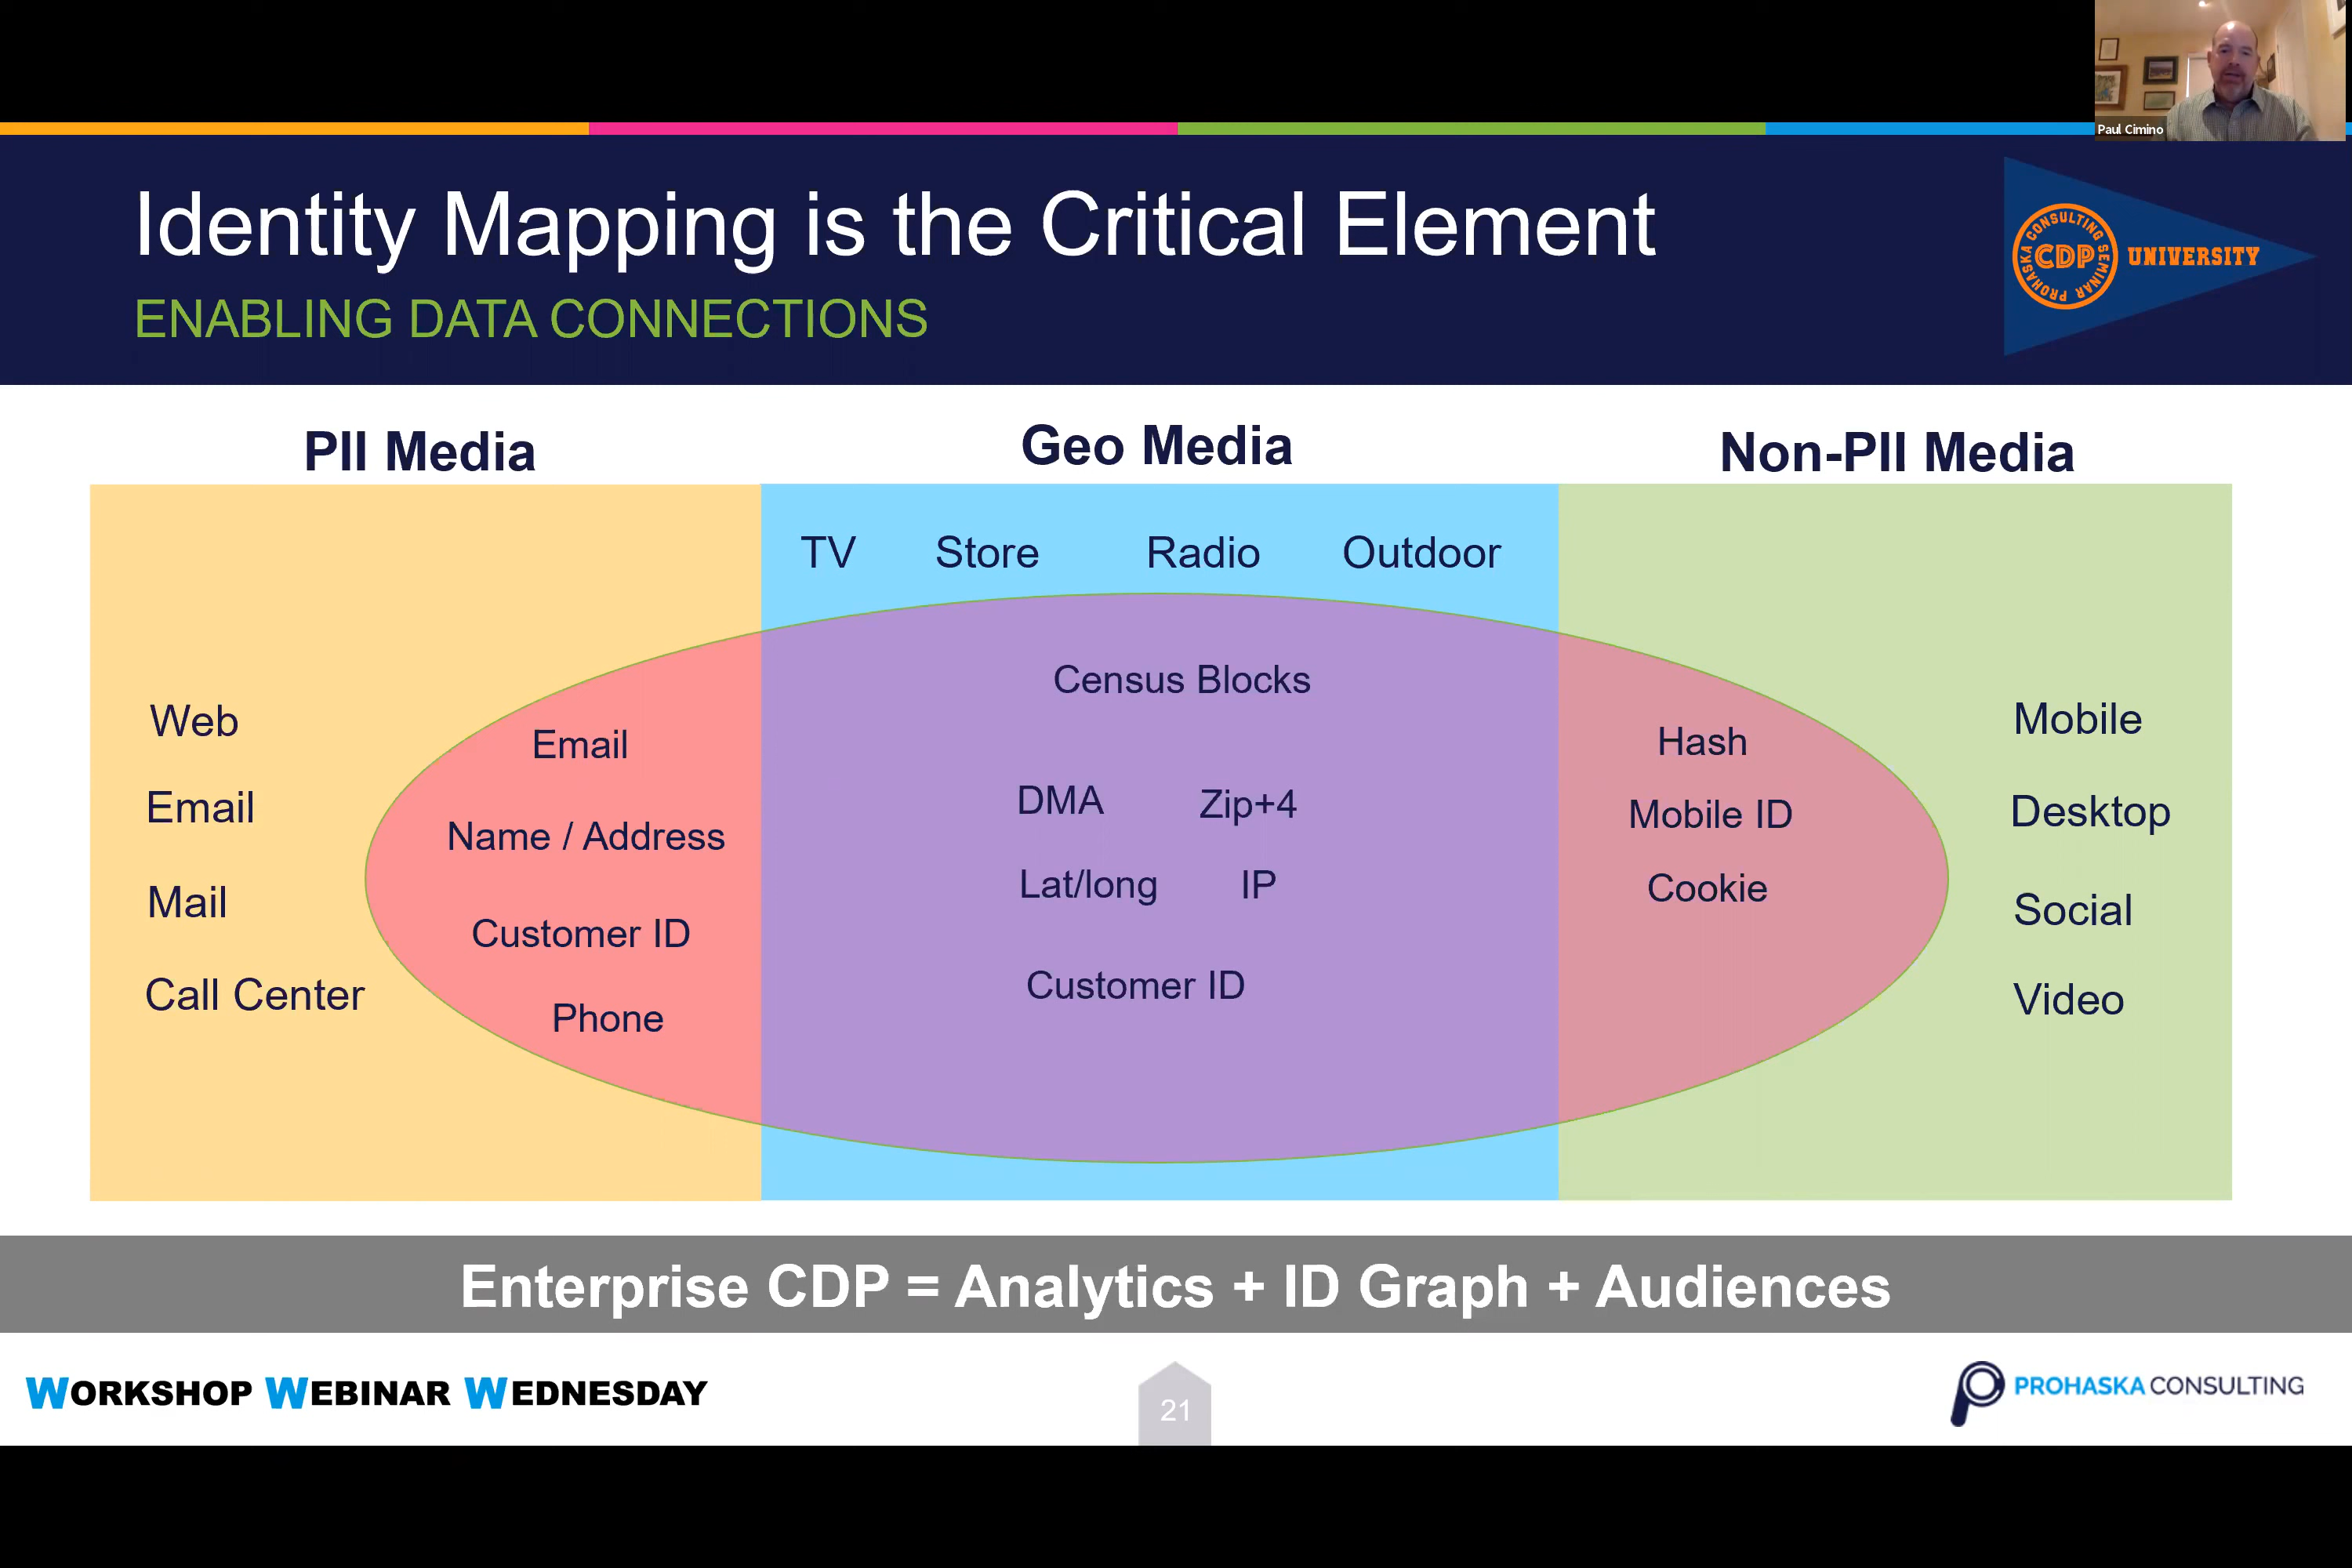 Paul Cimino
Identity Mapping is the Critical Element
ENABLING DATA CONNECTIONS
PROHASKA CONSULTING SEMINAR
CDP
UNIVERSITY
PII Media
Geo Media
Non-PII Media
TV Store Radio Outdoor
Web
Email
Mail
Call Center
Email
Name / Address
Customer ID
Phone
Census Blocks
DMA Zip+4
Lat/long IP
Customer ID
Hash
Mobile ID
Cookie
Mobile
Desktop
Social
Video
Enterprise CDP = Analytics + ID Graph + Audiences
WORKSHOP WEBINAR WEDNESDAY
21
PROHASKA CONSULTING